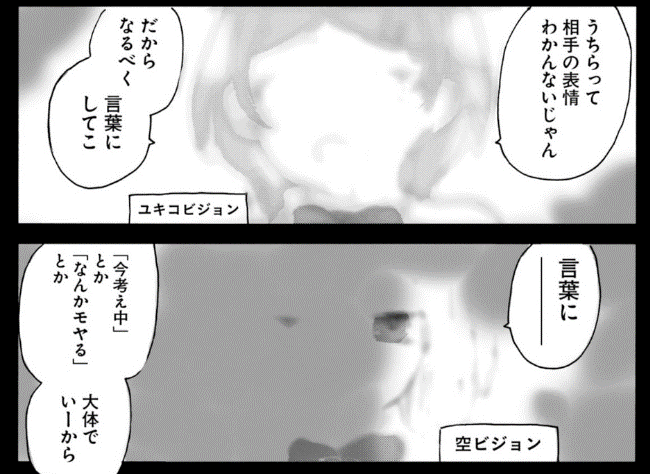 うちらって
相手の表情
わかんないじゃん
だから
なるべく
言葉に
してこ
ユキコビジョン
言葉に
――
「今考え中」
とか
「なんかモヤる」
とか
大体で
いーから
空ビジョン